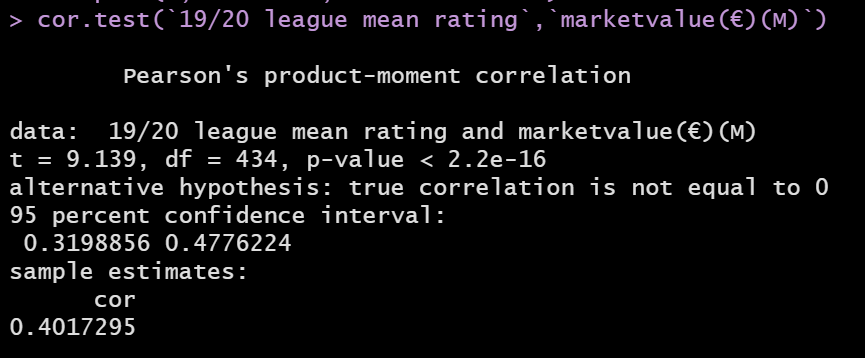 > cor.test(`19/20 league mean rating`,`marketvalue(€)(M)`)
Pearson's product-moment correlation
data:  19/20 league mean rating and marketvalue(€)(M)
t = 9.139, df = 434, p-value < 2.2e-16
alternative hypothesis: true correlation is not equal to 0
95 percent confidence interval:
 0.3198856 0.4776224
sample estimates:
      cor
0.4017295